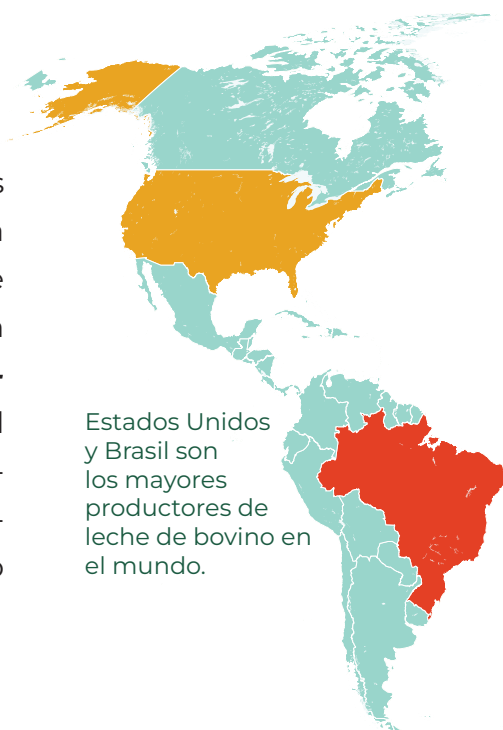 Estados Unidos
y Brasil son
los mayores
productores de
leche de bovino en
el mundo.